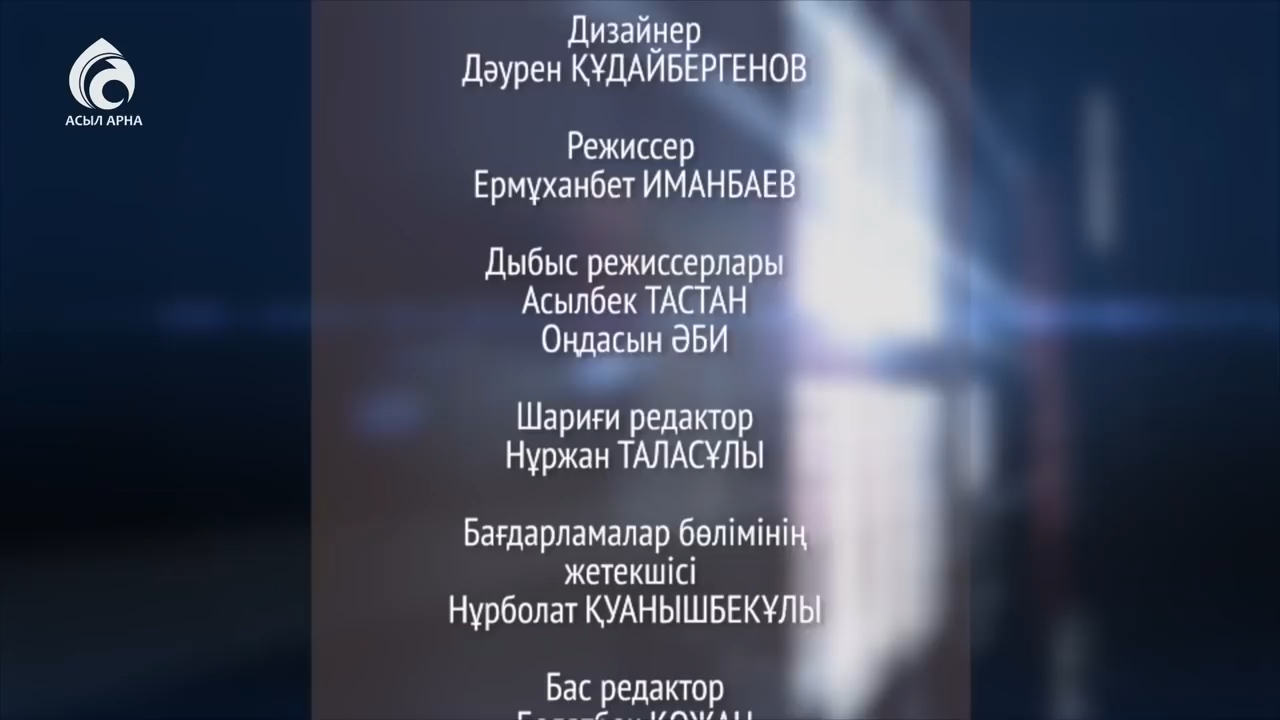 АСЫЛ АРНА
Дизайнер
Дәурен ҚҰДАЙБЕРГЕНОВ
Режиссер
Ермұханбет ИМАНБАЕВ
Дыбыс режиссерлары
Асылбек ТАСТАН
Оңдасын ӘБИ
Шариғи редактор
Нұржан ТАЛАСҰЛЫ
Бағдарламалар бөлімінің
жетекшісі
Нұрболат ҚУАНЫШБЕКҰЛЫ
Бас редактор